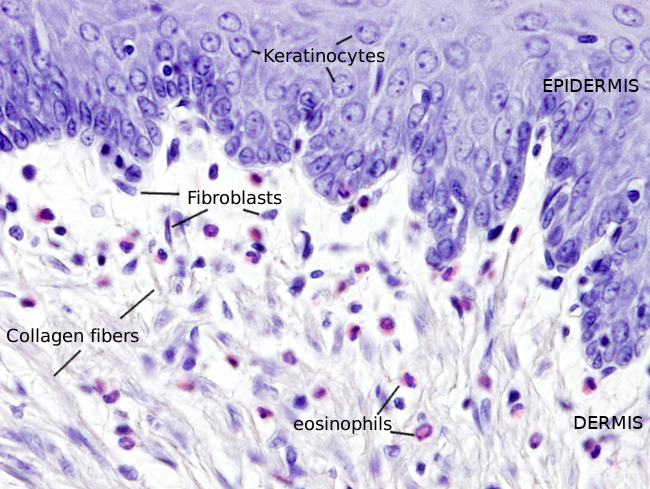 Keratinocytes
EPIDERMIS
Fibroblasts
Collagen fibers
eosinophils
DERMIS